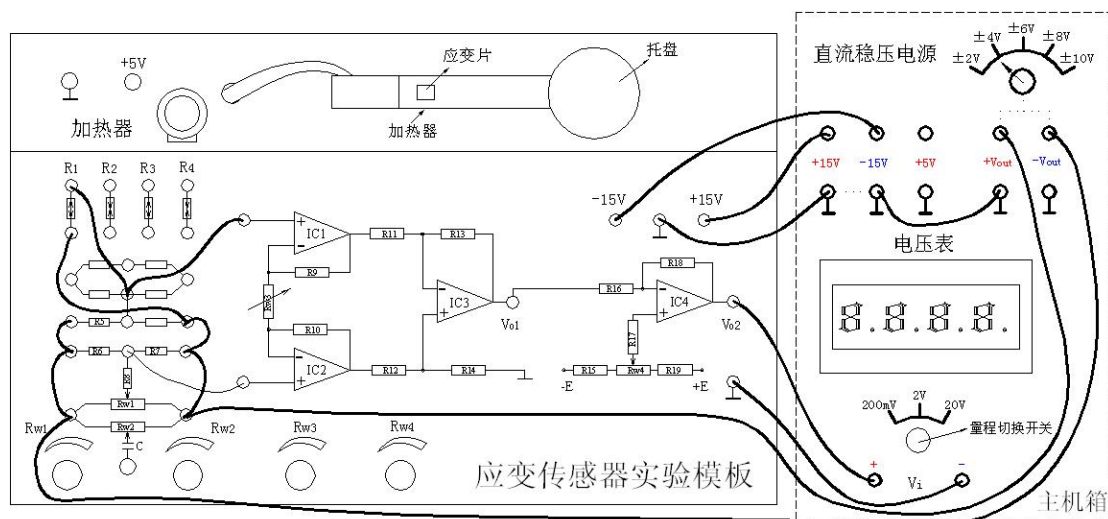 ±6V
±4V
±8V
±2V
±10V
直流稳压电源
+5V
应变片
托盘
加热器
加热器
R1
R2
R3
R4
+15V
-15V
+5V
+Vout
-Vout
-15V
+15V
电压表
IC1
R11
R13
R9
Rw3
IC3
R18
R16
IC4
Vo1
Vo2
R10
R17
IC2
R12
R14
R15
Rw4
R19
-E
+E
R5
R6
R7
R8
Rw1
Rw2
C
8.8.8.8.
200mV
2V
20V
量程切换开关
Rw1
Rw2
Rw3
Rw4
应变传感器实验模板
+
Vi
-
主机箱